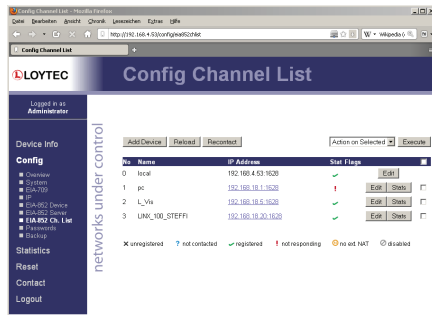 Config Channel List - Mozilla Firefox
Datei Bearbeiten Ansicht Chronik Lesezeichen Extras Hilfe
http://192.168.4.53/config/eia852chlist
W Wikipedia (
Config Channel List
+
LOYTEC
Config Channel List
Logged in as
Administrator
Device Info
Config
Overview
System
EIA-709
IP
EIA-852 Device
EIA-852 Server
EIA-852 Ch. List
Passwords
Backup
Statistics
Reset
Contact
Logout
networks under control
Add Device Reload Recontact Action on Selected Execute
No Name IP Address Stat Flags
0 local 192.168.4.53:1628 Edit
1 pc 192.168.18.1:1628 ! Edit Stats
2 L_Vis 192.168.18.5:1628 Edit Stats
3 LINX_100_STEFFI 192.168.18.20:1628 Edit Stats
unregistered ? not contacted registered ! not responding no ext. NAT disabled